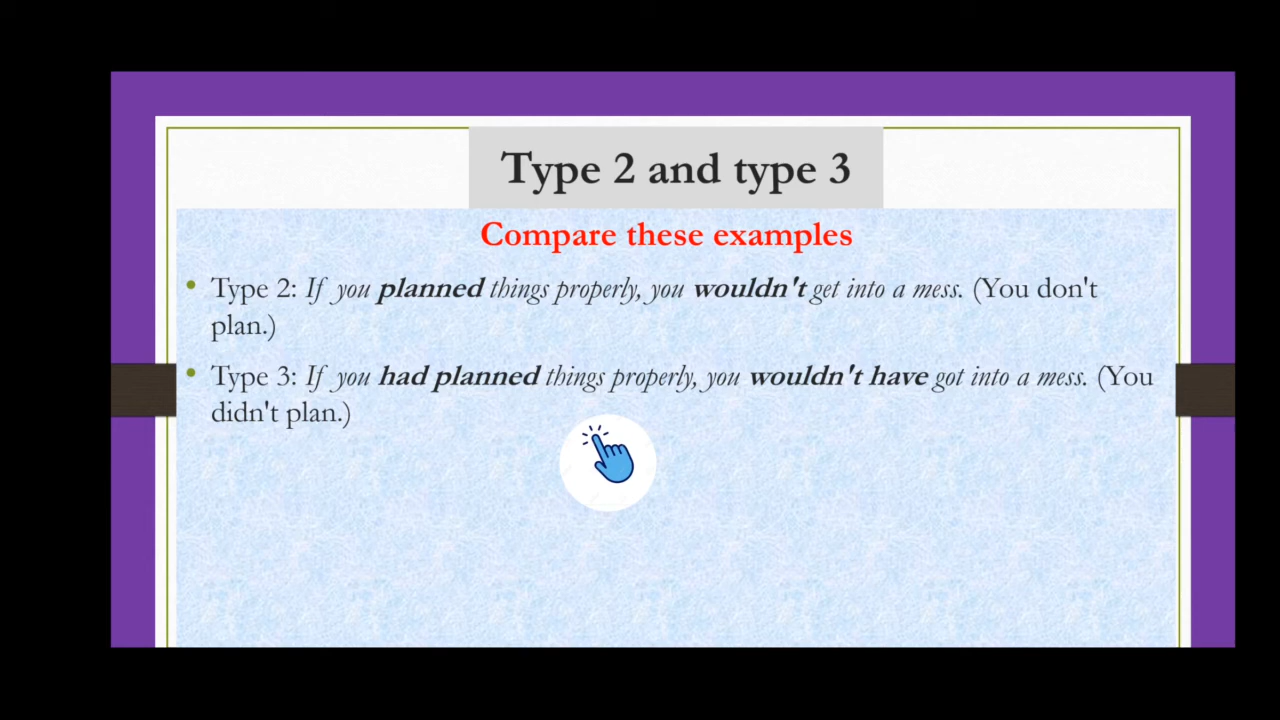 Type 2 and type 3
Compare these examples
• Type 2: If you planned things properly, you wouldn't get into a mess. (You don't
plan.)
• Type 3: If you had planned things properly, you wouldn't have got into a mess. (You
didn't plan.)